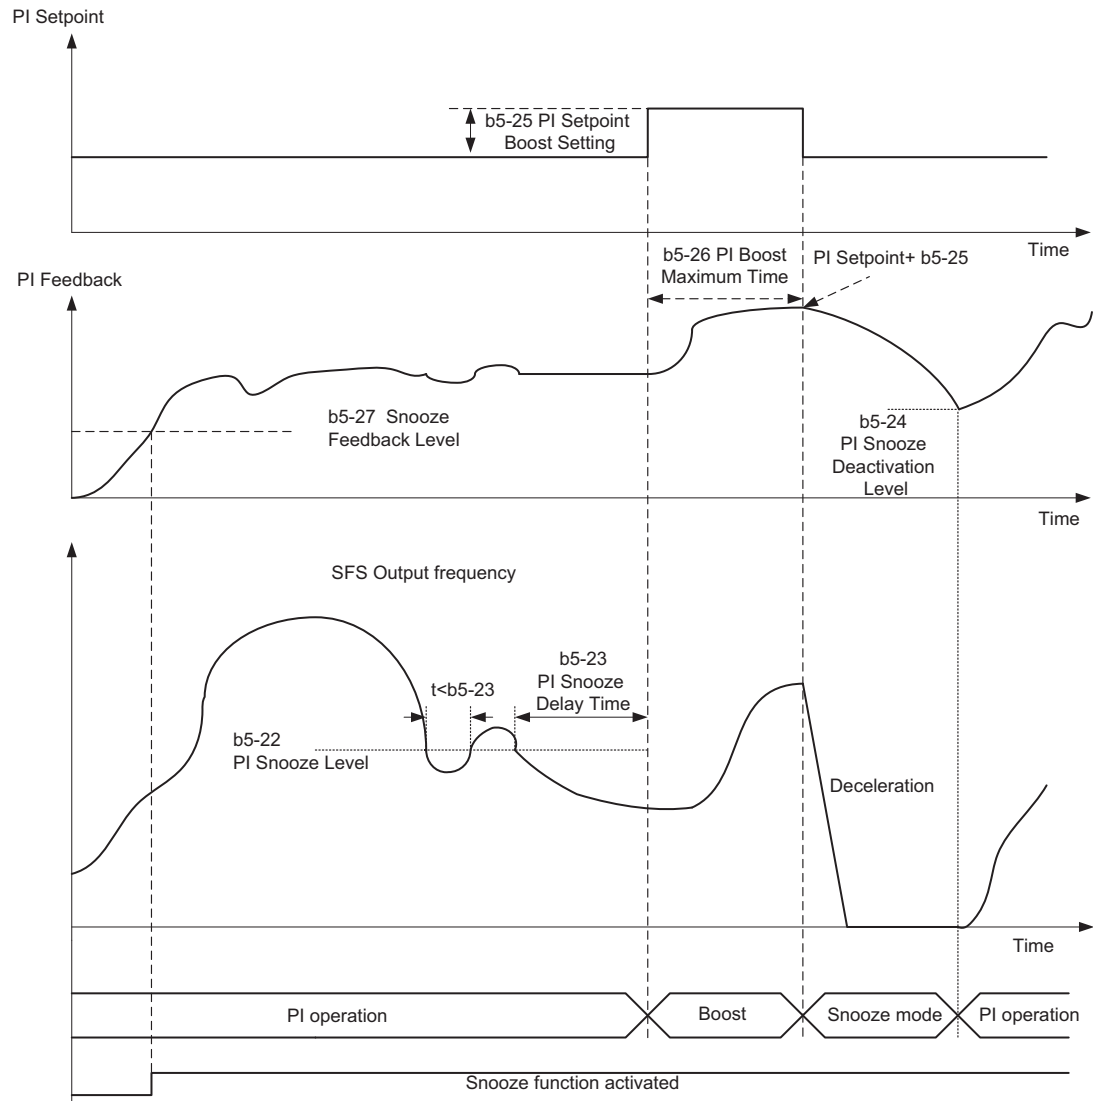 PI Setpoint
b5-25 PI Setpoint
Boost Setting
Time
b5-26 PI Boost
Maximum Time
PI Setpoint+ b5-25
PI Feedback
b5-27 Snooze
Feedback Level
b5-24
PI Snooze
Deactivation
Level
Time
SFS Output frequency
b5-23
PI Snooze
Delay Time
t<b5-23
b5-22
PI Snooze Level
Deceleration
Time
PI operation
Boost
Snooze mode
PI operation
Snooze function activated